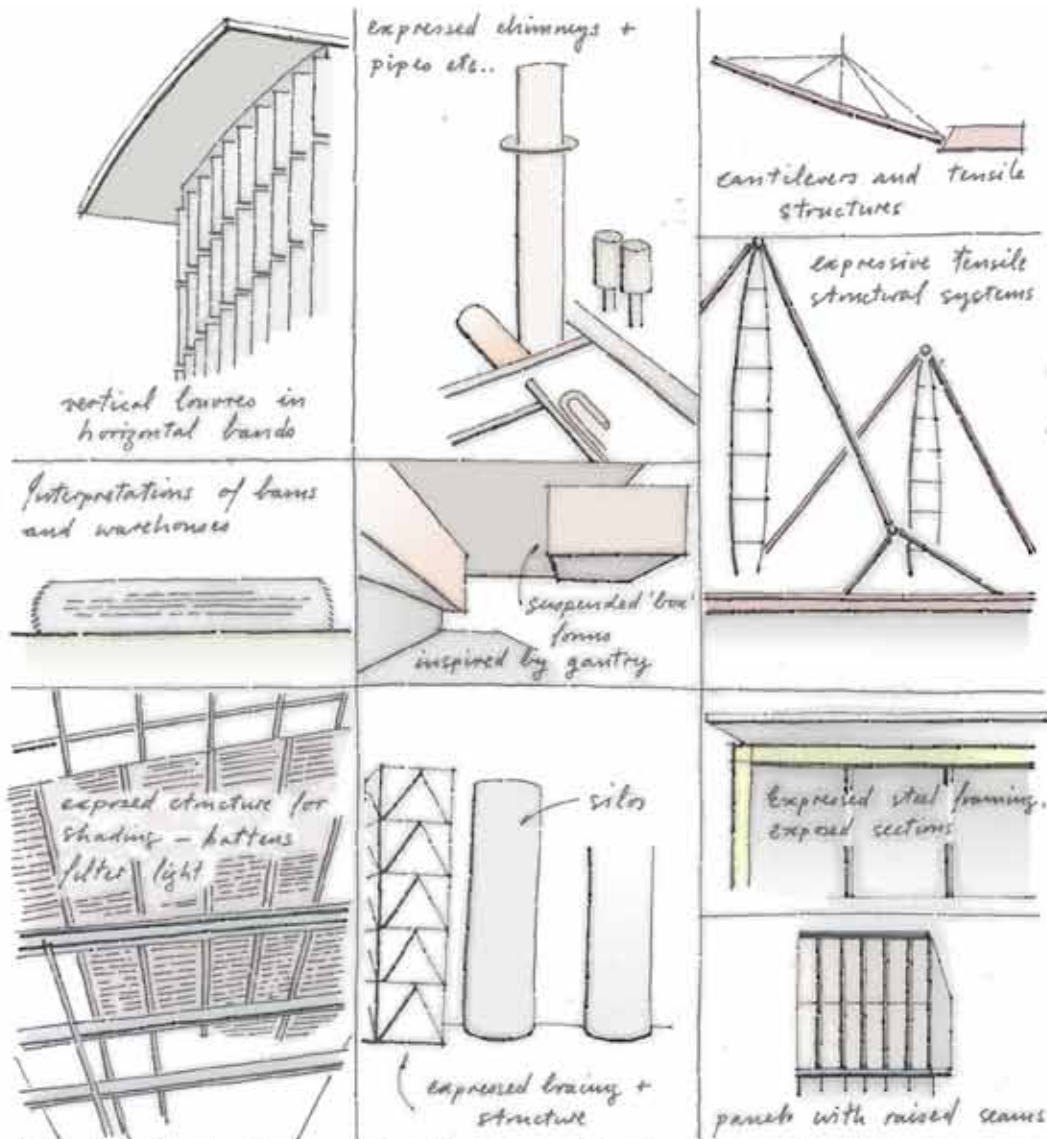 expressed chimneys +
pipes etc..
cantilevers and tensile
structures
expressive tensile
structural systems
vertical louvres in
horizontal bands
Interpretations of barns
and warehouses
suspended 'box'
forms
inspired by gantry
exposed structure for
shading – battens
filter light
silos
expressed bracing +
structure
Expressed steel framing,
exposed sections
panels with raised seams